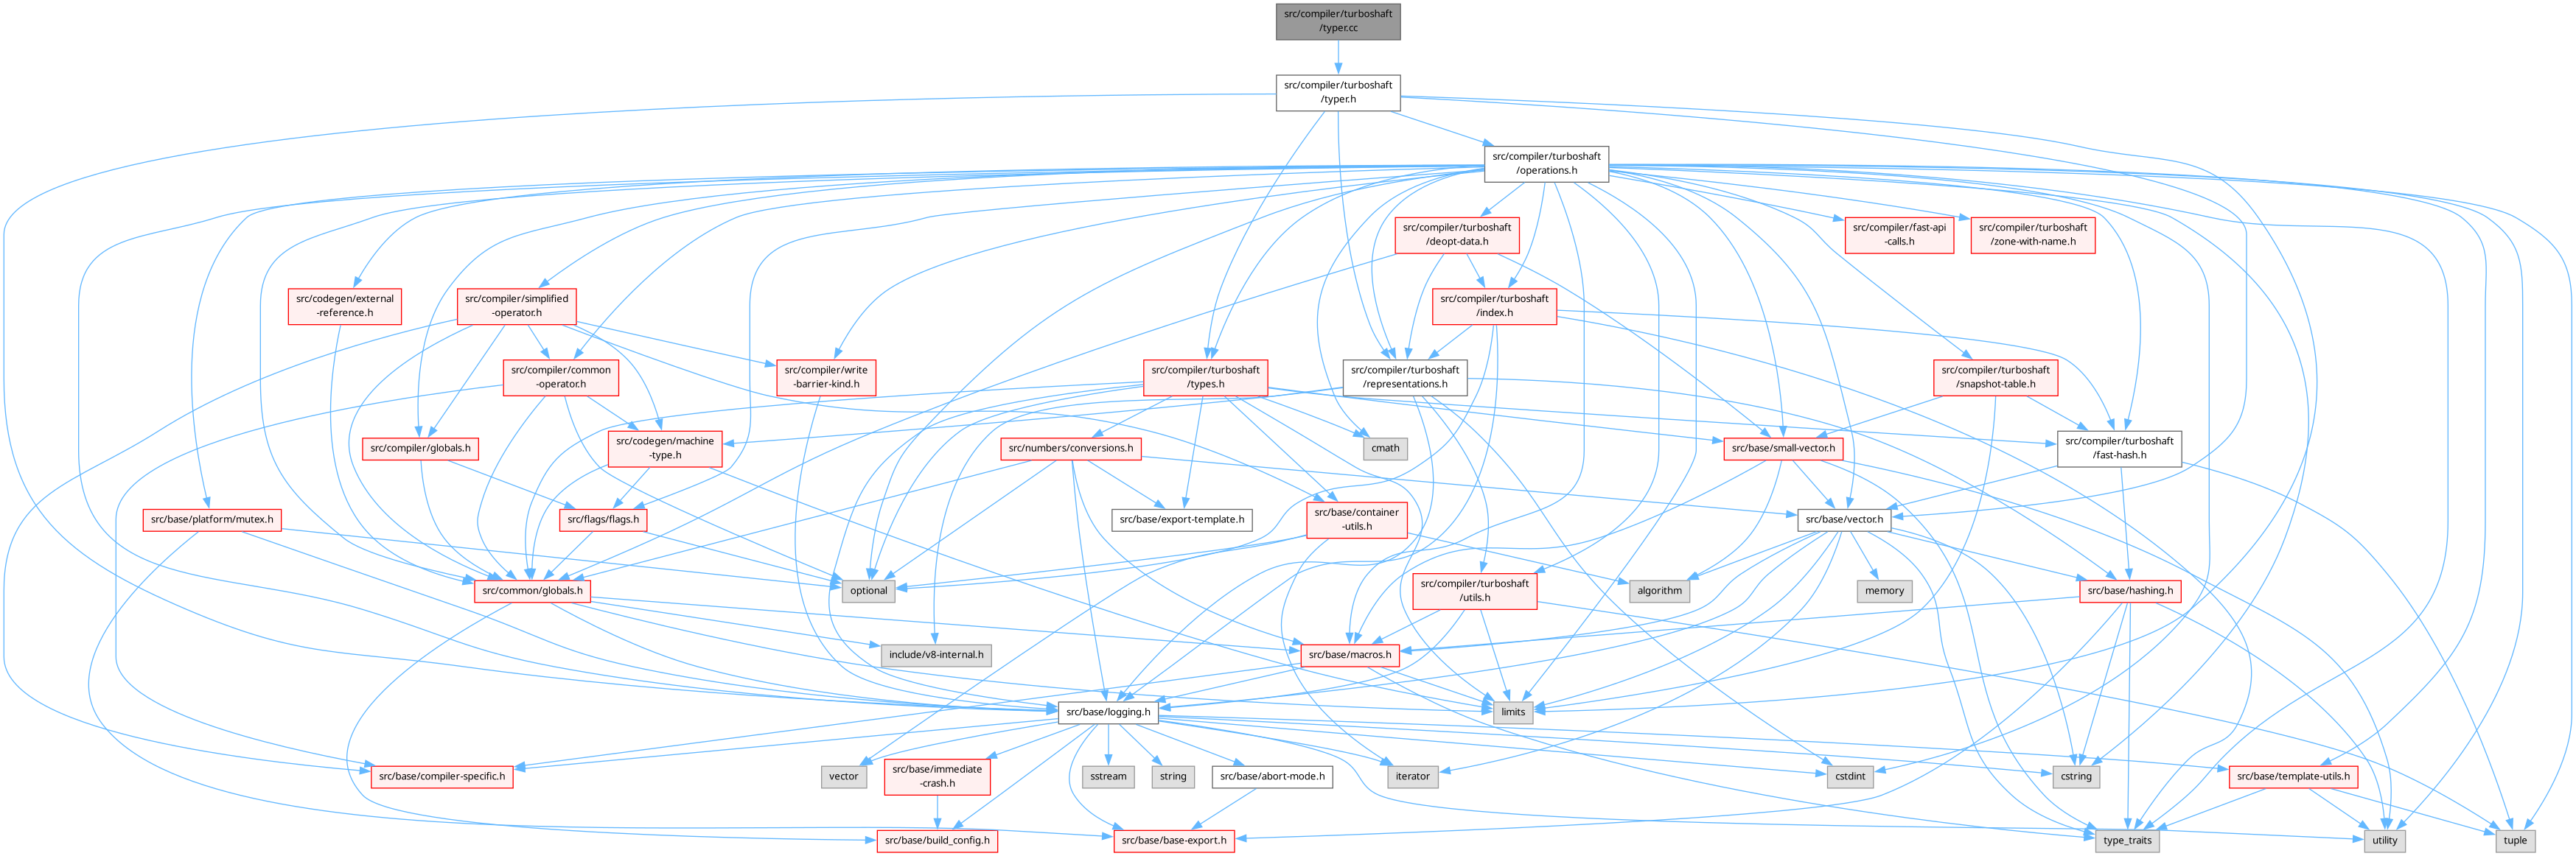 src/compiler/turboshaft
/typer.cc
src/compiler/turboshaft
/typer.h
src/compiler/turboshaft
/operations.h
src/compiler/turboshaft
/deopt-data.h
src/compiler/fast-api
-calls.h
src/compiler/turboshaft
/zone-with-name.h
src/codegen/external
-reference.h
src/compiler/simplified
-operator.h
src/compiler/turboshaft
/index.h
src/compiler/common
-operator.h
src/compiler/write
-barrier-kind.h
src/compiler/turboshaft
/types.h
src/compiler/turboshaft
/representations.h
src/compiler/turboshaft
/snapshot-table.h
src/compiler/globals.h
src/codegen/machine
-type.h
src/numbers/conversions.h
cmath
src/base/small-vector.h
src/compiler/turboshaft
/fast-hash.h
src/base/platform/mutex.h
src/flags/flags.h
src/base/export-template.h
src/base/container
-utils.h
src/base/vector.h
src/common/globals.h
optional
src/compiler/turboshaft
/utils.h
algorithm
memory
src/base/hashing.h
include/v8-internal.h
src/base/macros.h
src/base/logging.h
limits
src/base/compiler-specific.h
vector
src/base/immediate
-crash.h
sstream
string
src/base/abort-mode.h
iterator
cstdint
cstring
src/base/template-utils.h
src/base/build_config.h
src/base/base-export.h
type_traits
utility
tuple